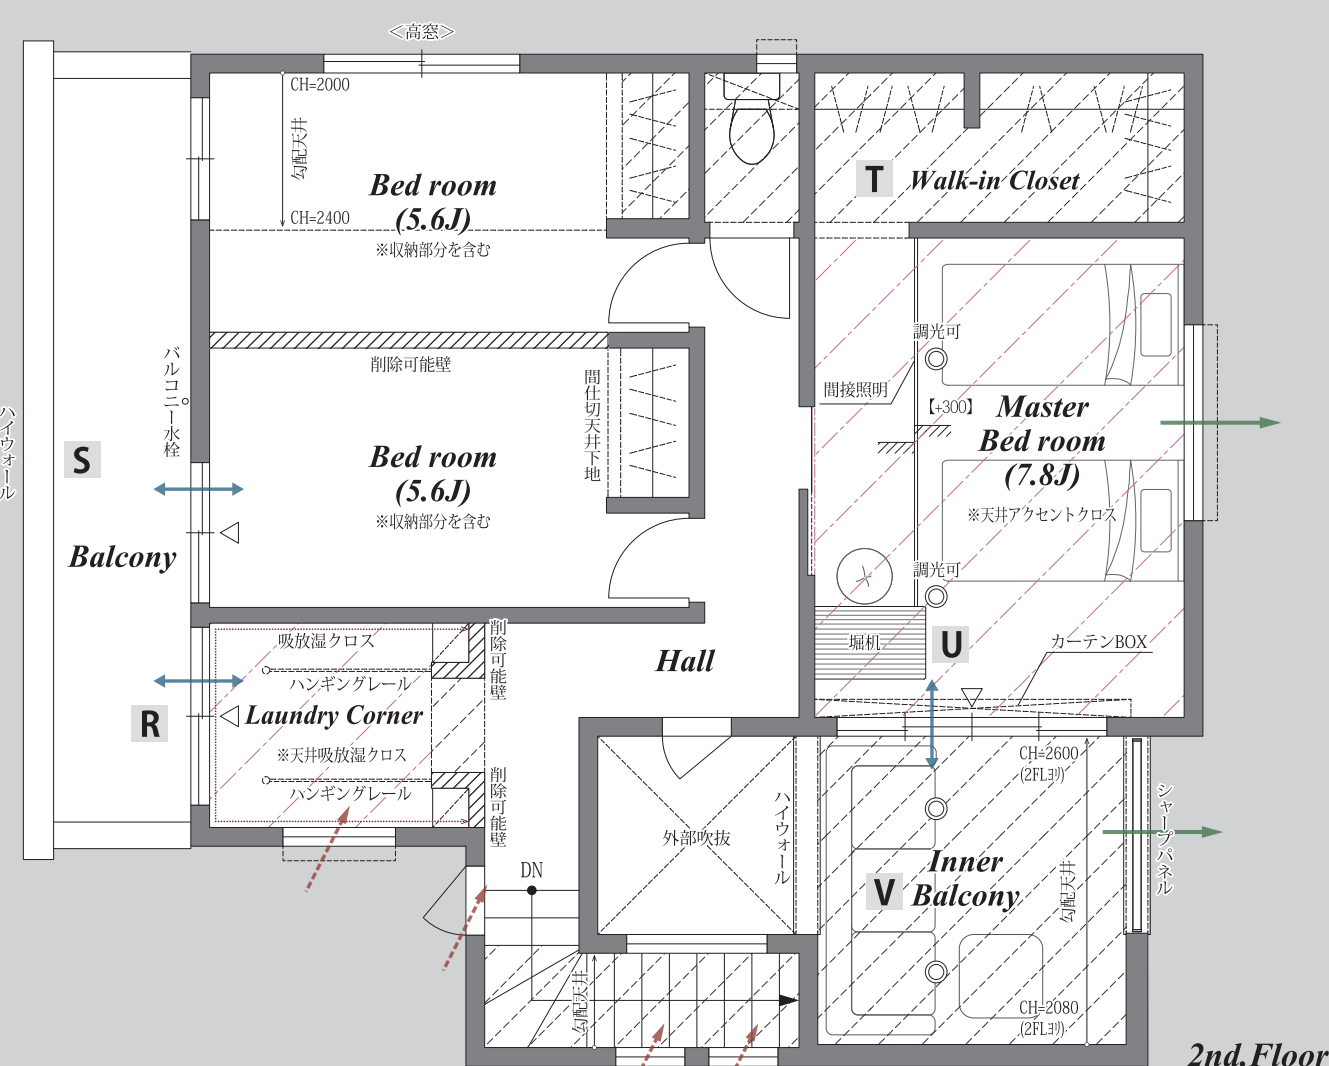 ＜高窓＞
CH=2000
勾配天井
CH=2400
Bed room
(5.6J)
※収納部分を含む
T
Walk-in Closet
削除可能壁
間仕切天井下地
バルコニー水栓
ハイウォール
S
Balcony
Bed room
(5.6J)
※収納部分を含む
調光可
間接照明
【+300】
Master
Bed room
(7.8J)
※天井アクセントクロス
調光可
堀机
U
カーテンBOX
Hall
吸放湿クロス
ハンギングレール
R
Laundry Corner
※天井吸放湿クロス
ハンギングレール
削除可能壁
削除可能壁
DN
勾配天井
外部吹抜
ハイウォール
CH=2600
(2FLヨリ)
シャープパネル
V
Inner
Balcony
勾配天井
CH=2080
(2FLヨリ)
2nd.Floor